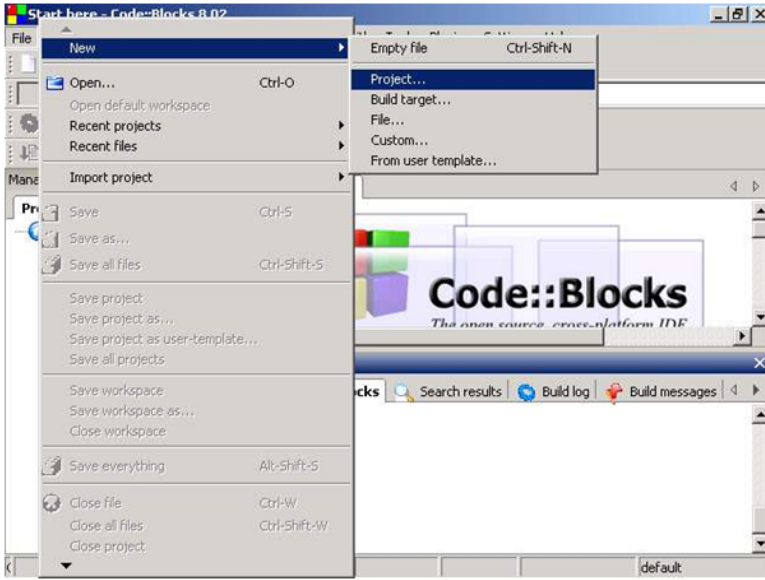 Start here - Code::Blocks 8.02
File
New
Empty file Ctrl-Shift-N
Project...
Build target...
File...
Custom...
From user template...
Open... Ctrl-O
Open default workspace
Recent projects
Recent files
Import project
Mana
Save Ctrl-S
Save as...
Save all files Ctrl-Shift-S
Save project
Save project as...
Save project as user-template...
Save all projects
Save workspace
Save workspace as...
Close workspace
Save everything Alt-Shift-S
Close file Ctrl-W
Close all files Ctrl-Shift-W
Close project
Code::Blocks
The open source, cross-platform IDE
cks Search results Build log Build messages
default